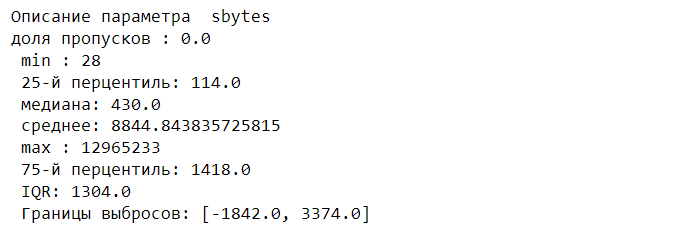 Описание параметра  sbytes
доля пропусков : 0.0
min : 28
25-й перцентиль: 114.0
медиана: 430.0
среднее: 8844.843835725815
max : 12965233
75-й перцентиль: 1418.0
IQR: 1304.0
Границы выбросов: [-1842.0, 3374.0]